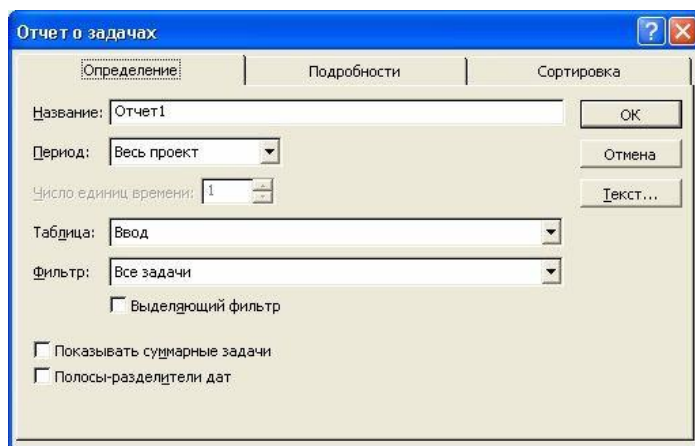 Отчет о задачах
Определение Подробности Сортировка
Название: Отчет1 ОК
Период: Весь проект Отмена
Число единиц времени: 1 Текст...
Таблица: Ввод
Фильтр: Все задачи
Выделяющий фильтр
Показывать суммарные задачи
Полосы-разделители дат